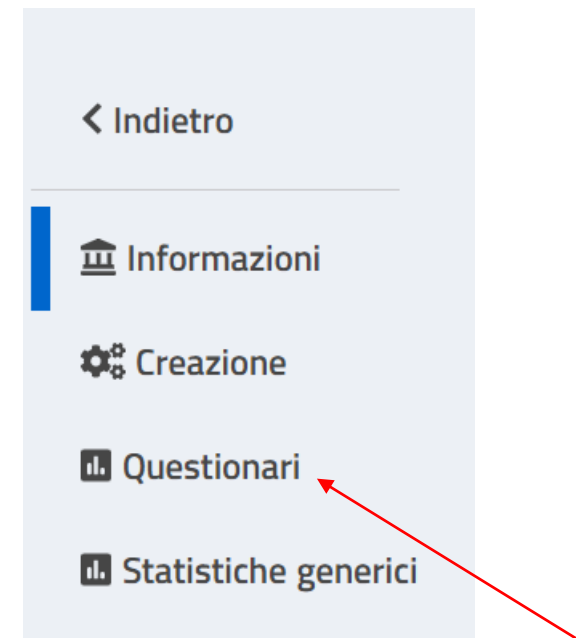 Indietro
Informazioni
Creazione
Questionari
Statistiche generici